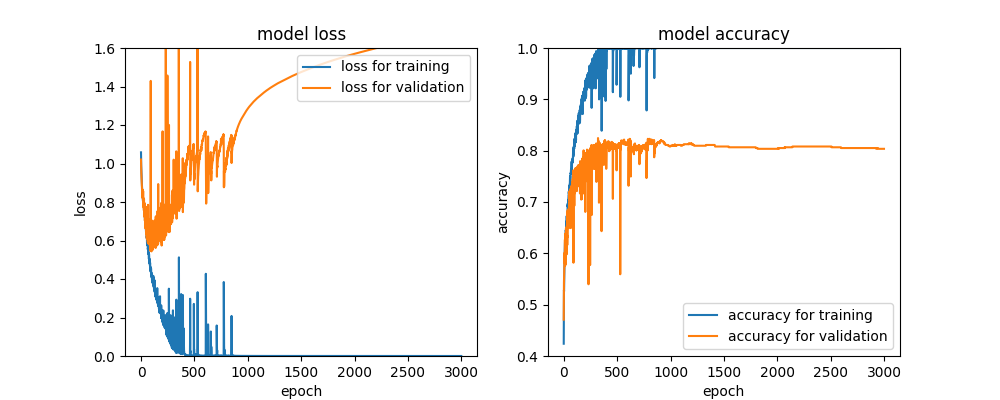 model loss
loss for training
loss for validation
1.6
1.4
1.2
1.0
0.8
0.6
0.4
0.2
0.0
loss
0 500 1000 1500 2000 2500 3000
epoch
model accuracy
1.0
0.9
0.8
0.7
0.6
0.5
0.4
accuracy
accuracy for training
accuracy for validation
0 500 1000 1500 2000 2500 3000
epoch